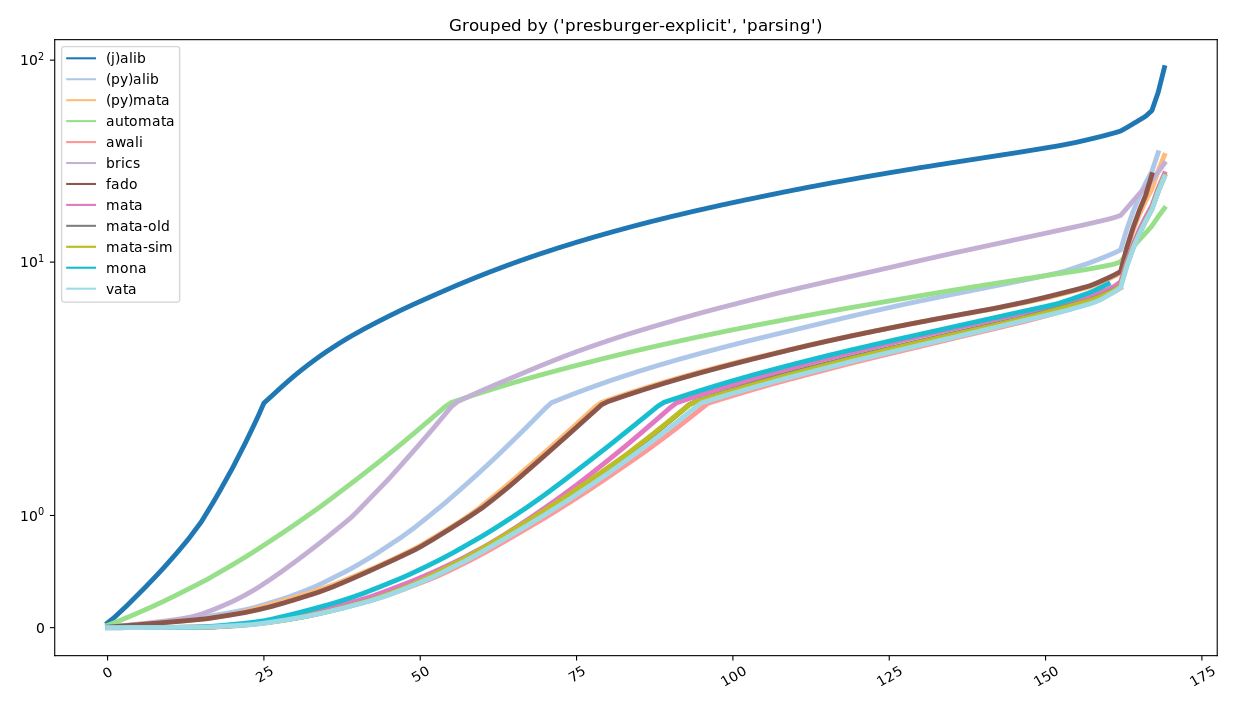 Grouped by ('presburger-explicit', 'parsing')
10²
10¹
10⁰
0
(j)alib
(py)alib
(py)mata
automata
awali
brics
fado
mata
mata-old
mata-sim
mona
vata
0
25
50
75
100
125
150
175